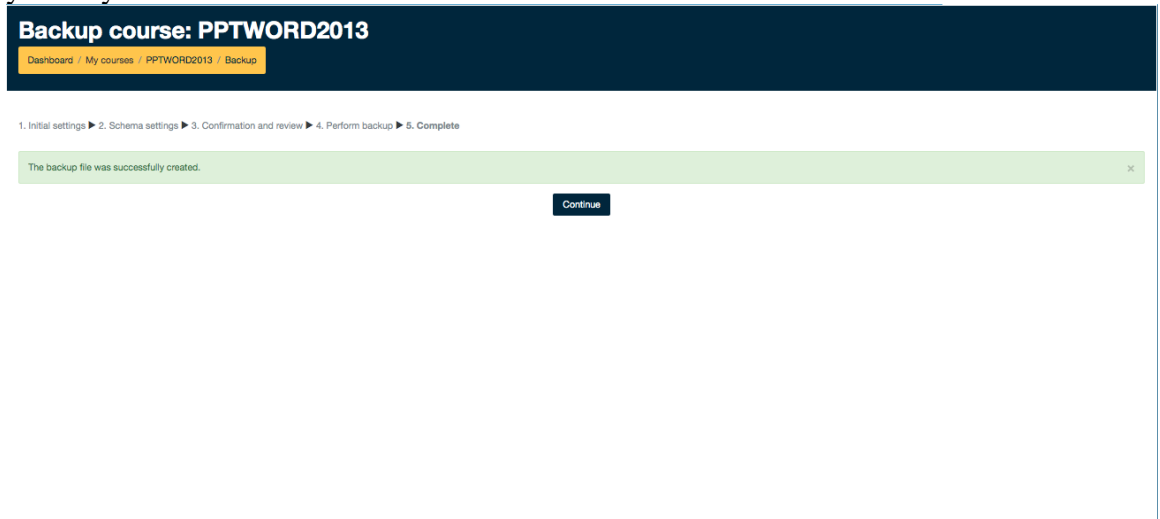 Backup course: PPTWORD2013
Dashboard / My courses / PPTWORD2013 / Backup
1. Initial settings ▶ 2. Schema settings ▶ 3. Confirmation and review ▶ 4. Perform backup ▶ 5. Complete
The backup file was successfully created. ×
Continue